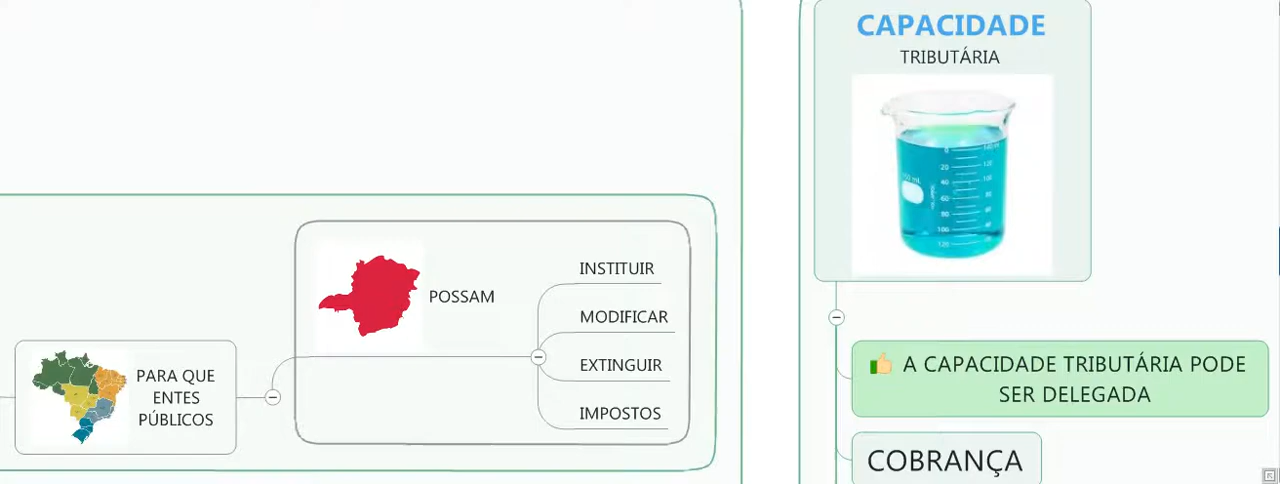 PARA QUE
ENTES
PÚBLICOS
POSSAM
INSTITUIR
MODIFICAR
EXTINGUIR
IMPOSTOS
CAPACIDADE
TRIBUTÁRIA
A CAPACIDADE TRIBUTÁRIA PODE
SER DELEGADA
COBRANÇA